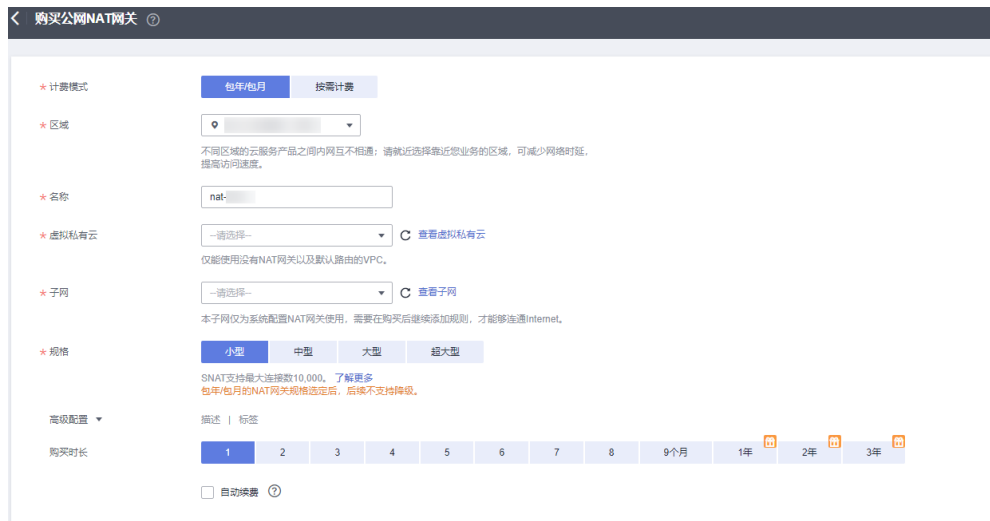 购买公网NAT网关
* 计费模式 包年/包月 按需计费
* 区域
不同区域的云服务产品之间内网互不相通；请就近选择靠近您业务的区域，可减少网络时延，
提高访问速度。
* 名称 nat-
* 虚拟私有云 --请选择-- 查看虚拟私有云
仅能使用没有NAT网关以及默认路由的VPC。
* 子网 --请选择-- 查看子网
本子网仅为系统配置NAT网关使用，需要在购买后继续添加规则，才能够连通Internet。
* 规格 小型 中型 大型 超大型
SNAT支持最大连接数10,000。 了解更多
包年/包月的NAT网关规格选定后，后续不支持降级。
高级配置 描述 | 标签
购买时长 1 2 3 4 5 6 7 8 9个月 1年 2年 3年
自动续费 ?